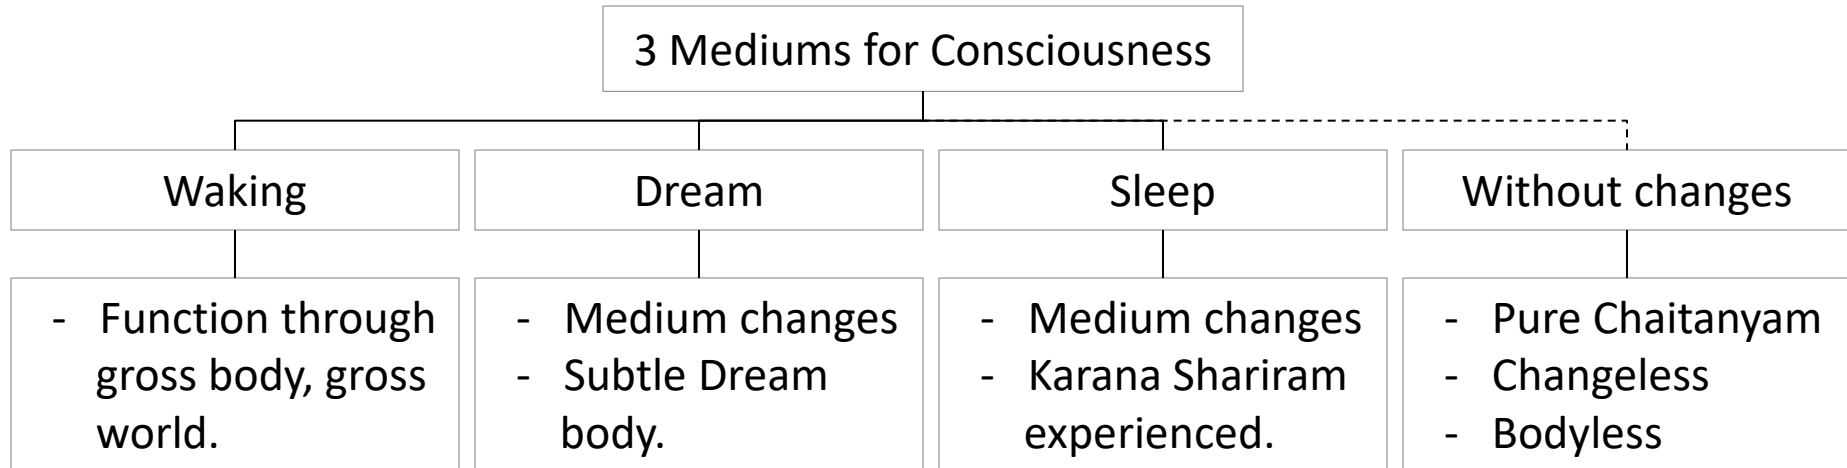 3 Mediums for Consciousness
Waking
Dream
Sleep
Without changes
- Function through
gross body, gross
world.
- Medium changes
- Subtle Dream
body.
- Medium changes
- Karana Shariram
experienced.
- Pure Chaitanyam
- Changeless
- Bodyless